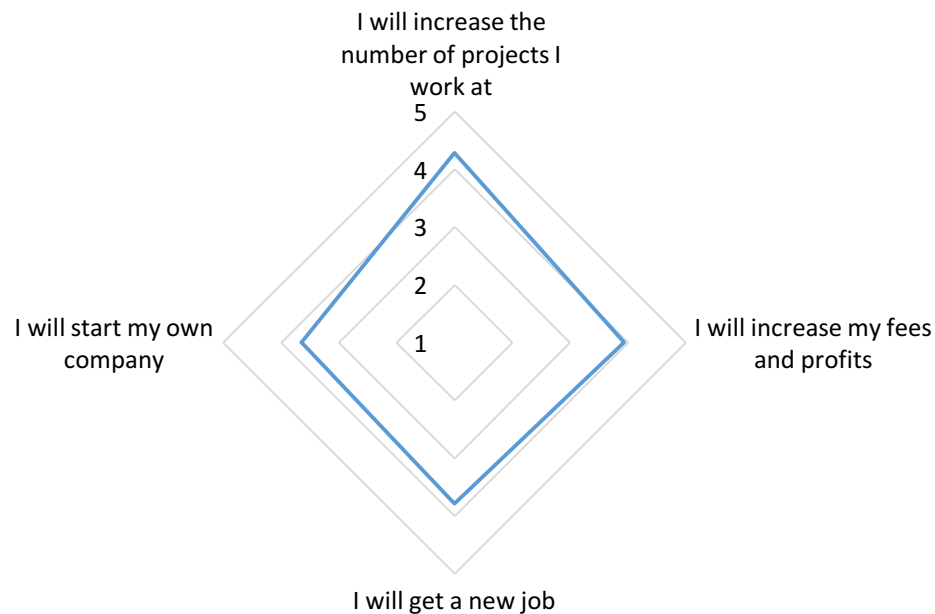 I will increase the
number of projects I
work at
5
4
3
2
1
I will start my own
company
I will increase my fees
and profits
I will get a new job